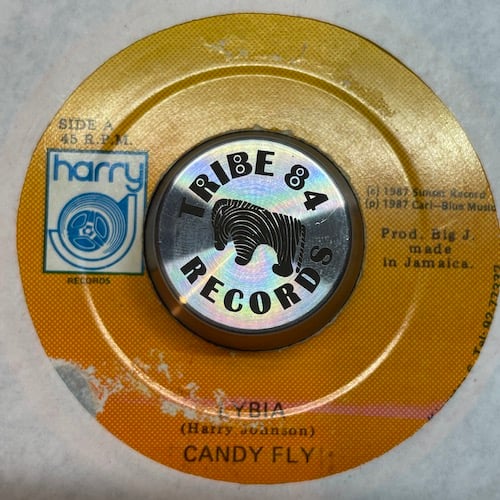 SIDE A
45 R.P.M.
harry
RECORDS
TRIBE 84
RECORDS
(c) 1987 Sunset Record
(p) 1987 Carl-Blue Music
Prod. Big J.
made
in Jamaica.
LYBIA
(Harry Johnson)
CANDY FLY